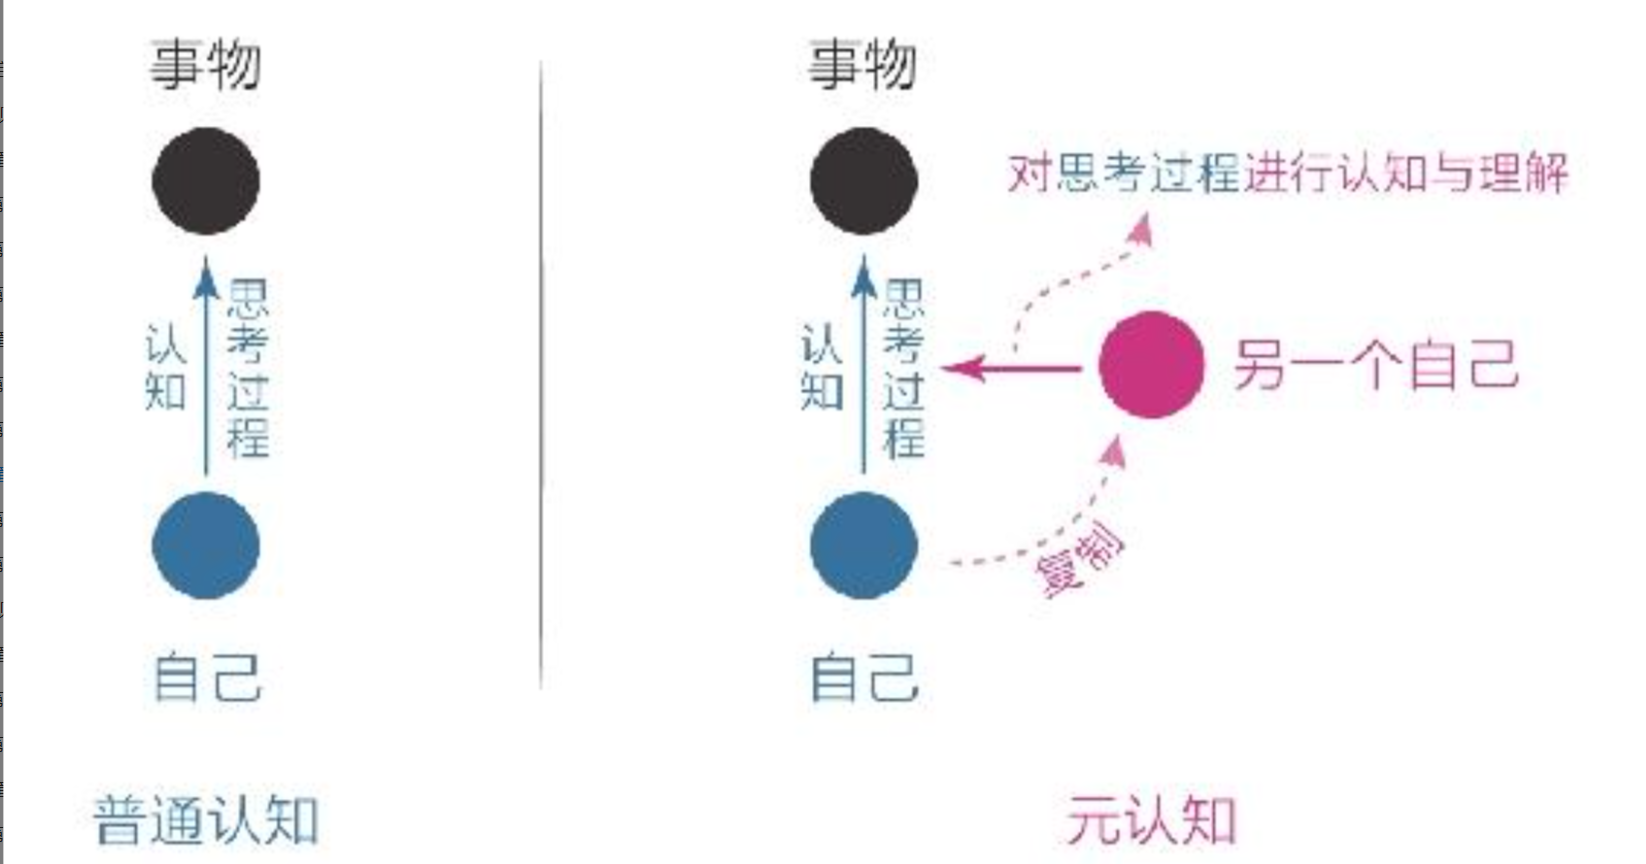 事物
认知
思考过程
自己
普通认知
事物
认知
思考过程
对思考过程进行认知与理解
另一个自己
复制
自己
元认知